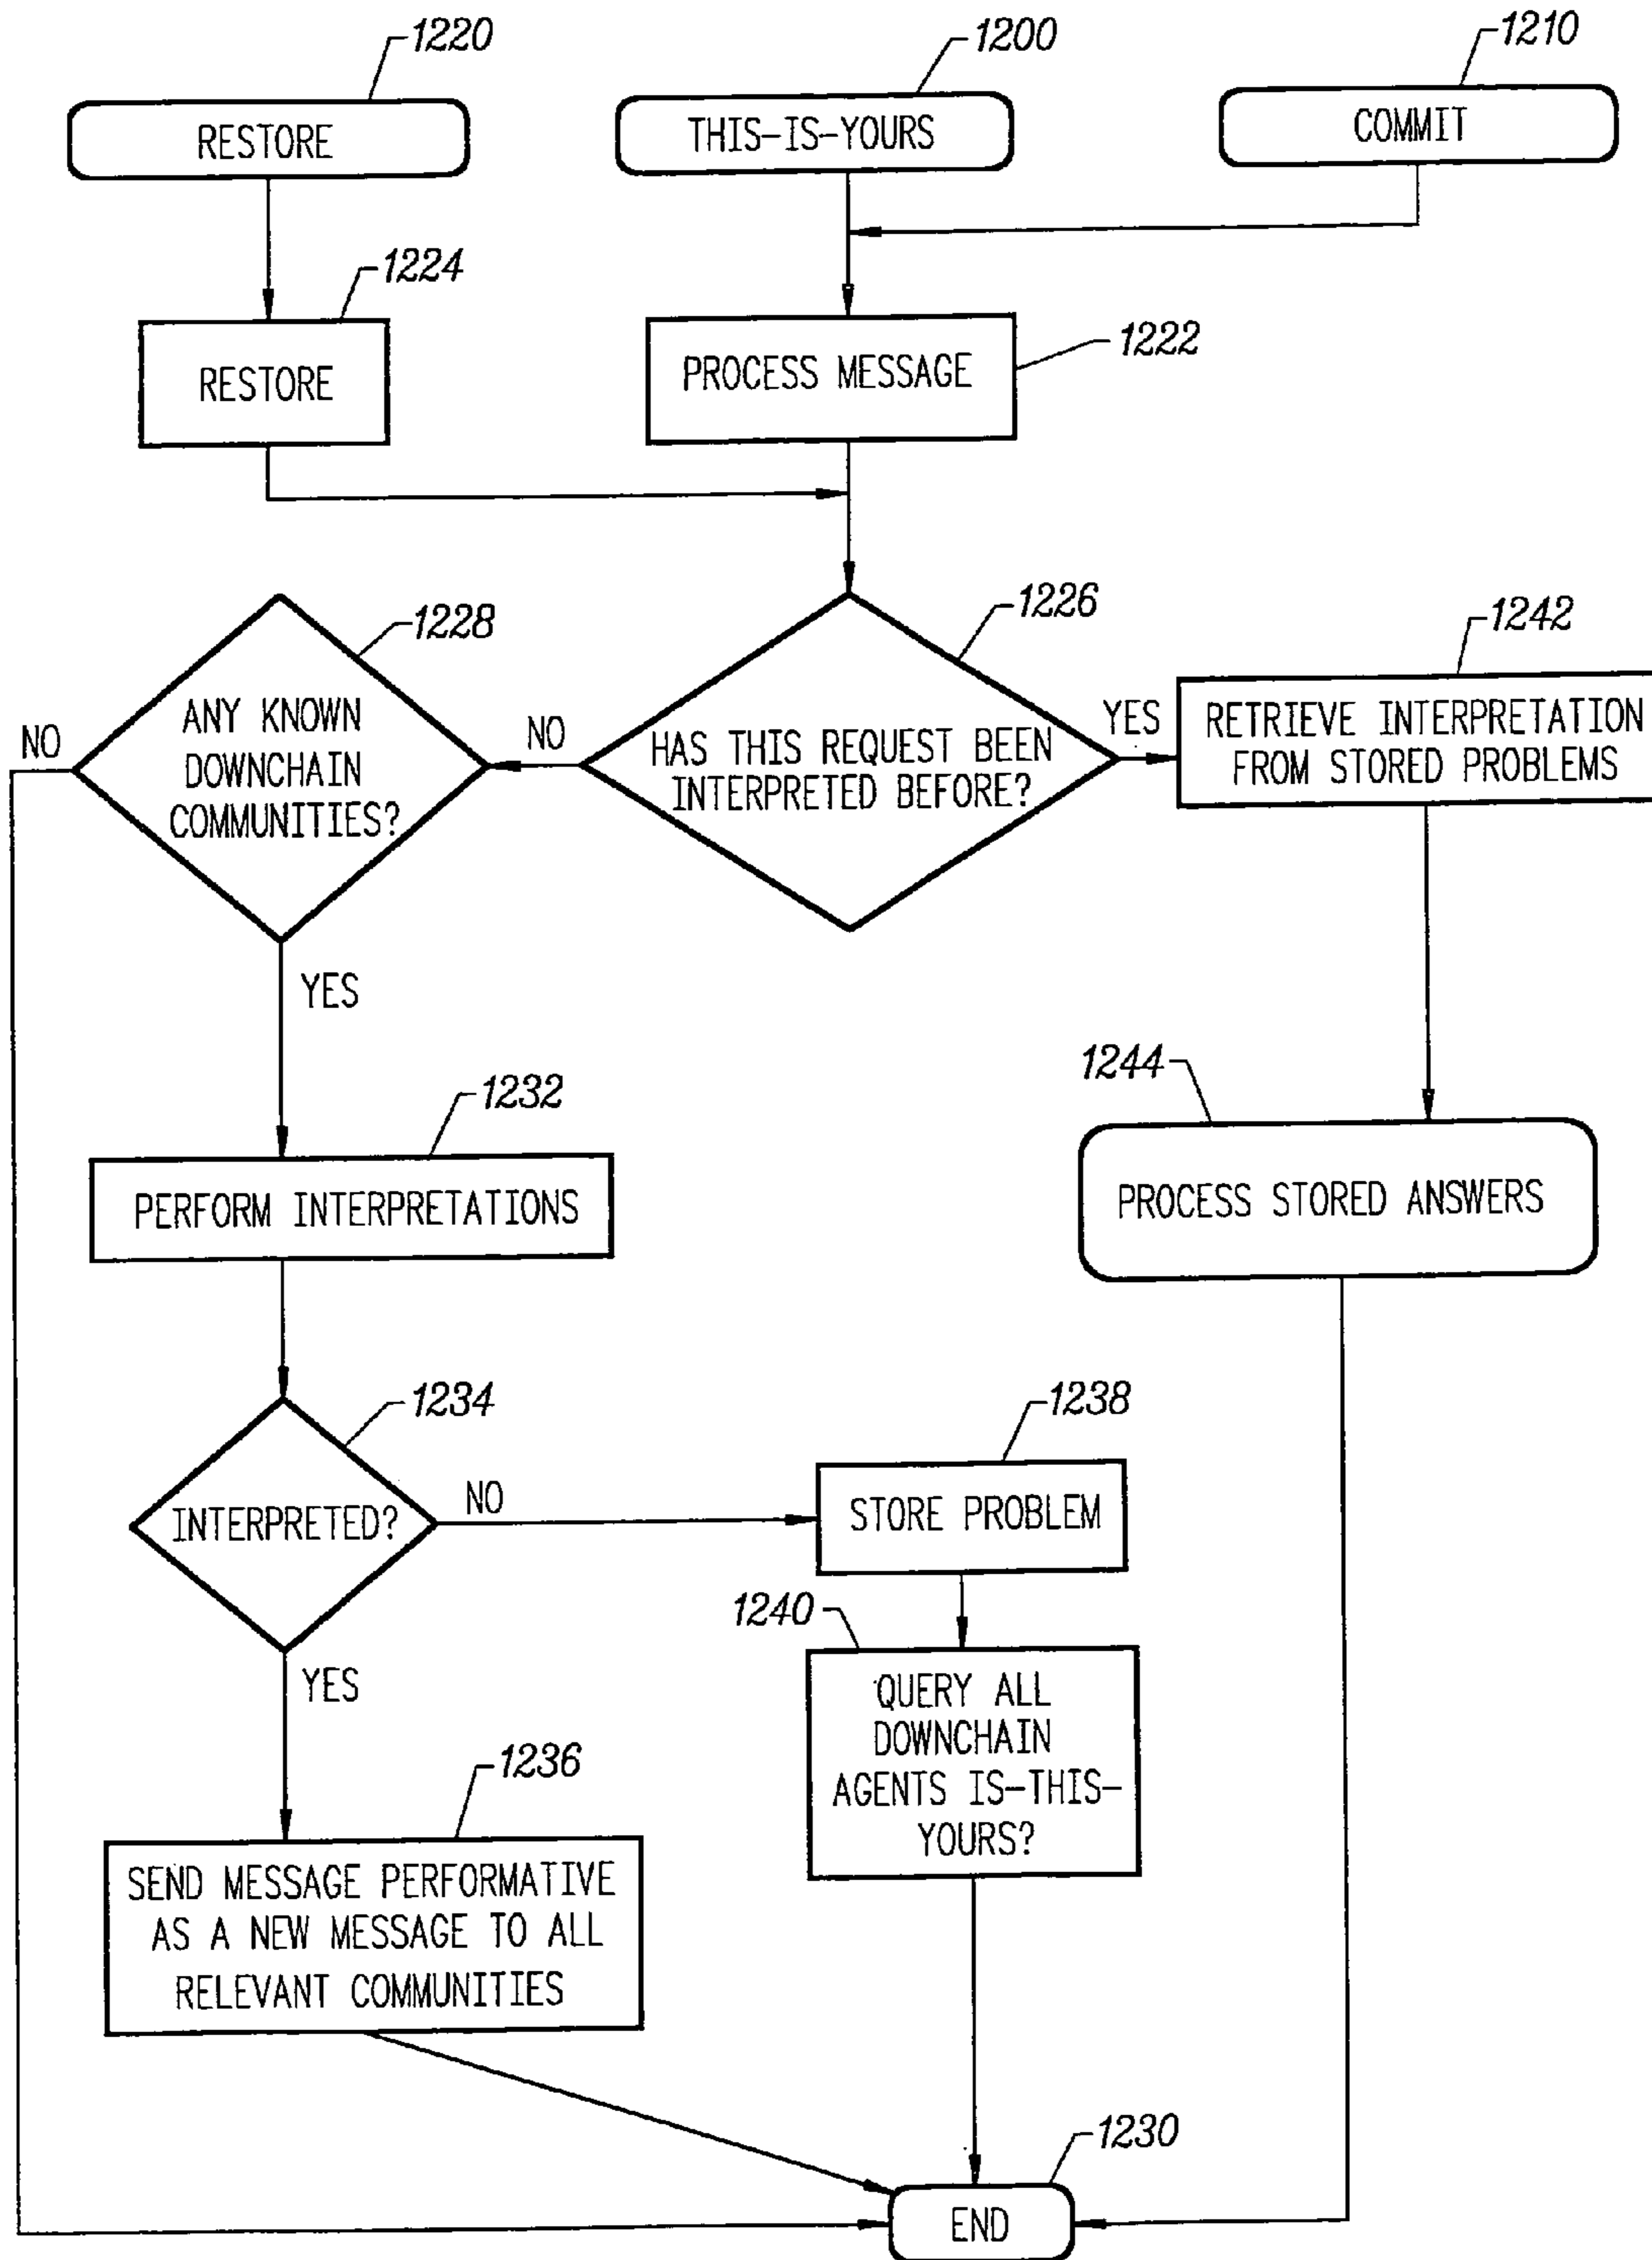 1220
1200
1210
RESTORE
THIS-IS-YOURS
COMMIT
1224
RESTORE
1222
PROCESS MESSAGE
1228
1226
1242
ANY KNOWN
DOWNCHAIN
COMMUNITIES?
NO
NO
HAS THIS REQUEST BEEN
INTERPRETED BEFORE?
YES
RETRIEVE INTERPRETATION
FROM STORED PROBLEMS
YES
1244
PROCESS STORED ANSWERS
1232
PERFORM INTERPRETATIONS
1234
INTERPRETED?
NO
1238
STORE PROBLEM
YES
1240
QUERY ALL
DOWNCHAIN
AGENTS IS-THIS-
YOURS?
1236
SEND MESSAGE PERFORMATIVE
AS A NEW MESSAGE TO ALL
RELEVANT COMMUNITIES
1230
END